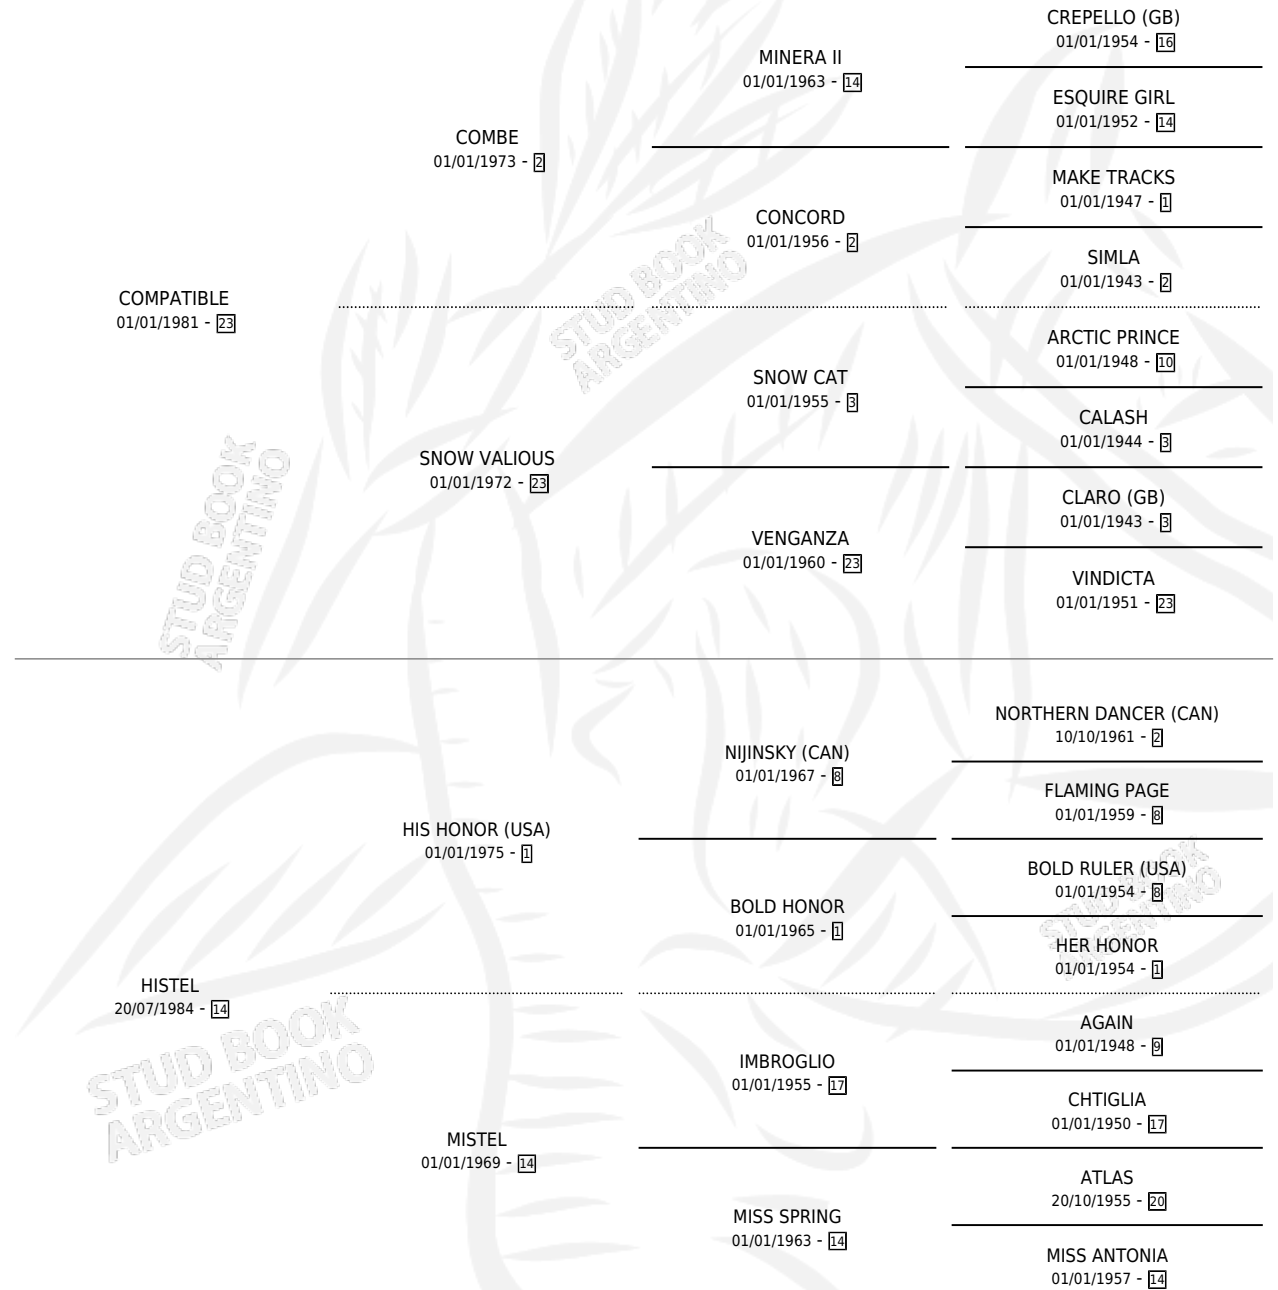 CREPELLO (GB)
01/01/1954 - 16
MINERA II
01/01/1963 - 14
ESQUIRE GIRL
01/01/1952 - 14
COMBE
01/01/1973 - 2
MAKE TRACKS
01/01/1947 - 1
CONCORD
01/01/1956 - 2
SIMLA
01/01/1943 - 2
COMPATIBLE
01/01/1981 - 23
STUD BOOK
ARGENTINO
ARCTIC PRINCE
01/01/1948 - 10
SNOW CAT
01/01/1955 - 3
CALASH
01/01/1944 - 3
SNOW VALIOUS
01/01/1972 - 23
CLARO (GB)
01/01/1943 - 3
VENGANZA
01/01/1960 - 23
VINDICTA
01/01/1951 - 23
STUD BOOK
ARGENTINO
NORTHERN DANCER (CAN)
10/10/1961 - 2
NIJINSKY (CAN)
01/01/1967 - 8
FLAMING PAGE
01/01/1959 - 8
HIS HONOR (USA)
01/01/1975 - 1
BOLD RULER (USA)
01/01/1954 - 8
BOLD HONOR
01/01/1965 - 1
STUD BOOK
ARGENTINO
HER HONOR
01/01/1954 - 1
HISTEL
20/07/1984 - 14
STUD BOOK
ARGENTINO
AGAIN
01/01/1948 - 9
IMBROGLIO
01/01/1955 - 17
CHTIGLIA
01/01/1950 - 17
MISTEL
01/01/1969 - 14
ATLAS
20/10/1955 - 20
MISS SPRING
01/01/1963 - 14
MISS ANTONIA
01/01/1957 - 14